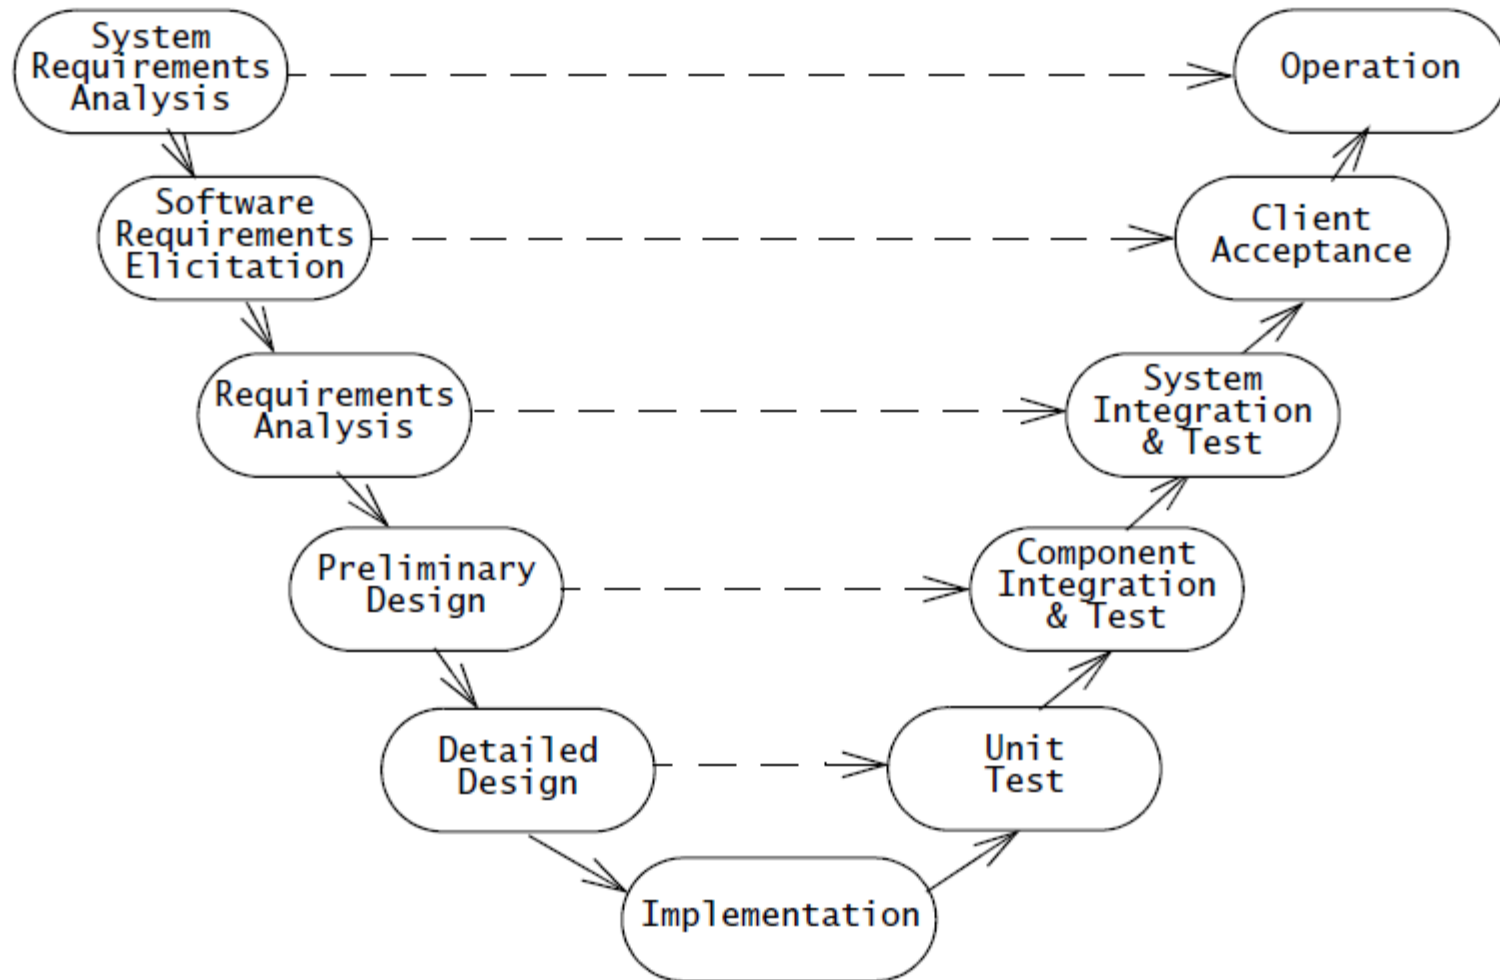 System
Requirements
Analysis
Operation
Software
Requirements
Elicitation
Client
Acceptance
Requirements
Analysis
System
Integration
& Test
Preliminary
Design
Component
Integration
& Test
Detailed
Design
Unit
Test
Implementation